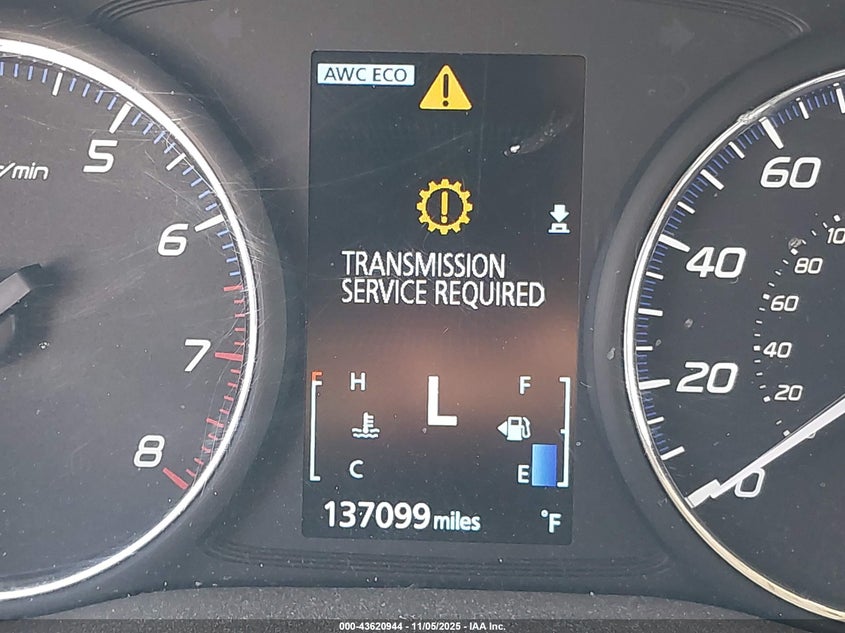 AWC ECO
TRANSMISSION
SERVICE REQUIRED
H
L
F
C
E
137099 miles
°F
r/min
5
6
7
8
60
40
20
0
80
60
40
20
000-43620944 - 11/05/2025 - IAA Inc.